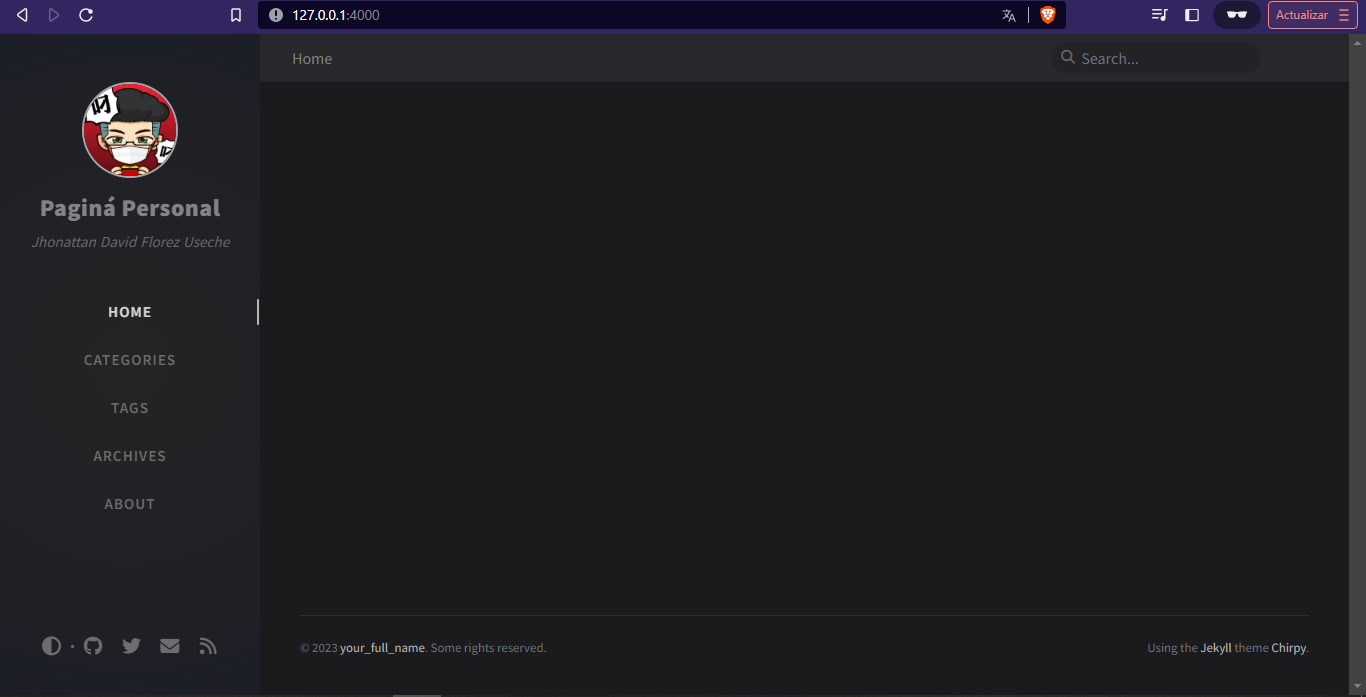 127.0.0.1:4000
Actualizar
Home
Search...
Paginá Personal
Jhonattan David Florez Useche
HOME
CATEGORIES
TAGS
ARCHIVES
ABOUT
© 2023 your_full_name. Some rights reserved.
Using the Jekyll theme Chirpy.